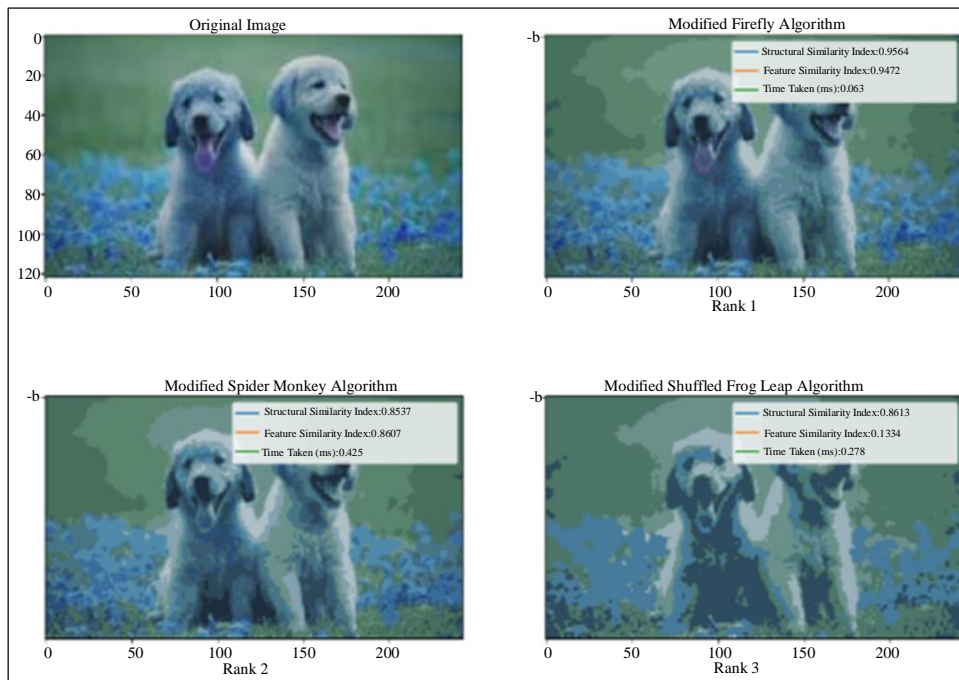 Original Image
0
20
40
60
80
100
120
0 50 100 150 200
Modified Firefly Algorithm
-b
Structural Similarity Index:0.9564
Feature Similarity Index:0.9472
Time Taken (ms):0.063
0 50 100 150 200
Rank 1
Modified Spider Monkey Algorithm
-b
Structural Similarity Index:0.8537
Feature Similarity Index:0.8607
Time Taken (ms):0.425
0 50 100 150 200
Rank 2
Modified Shuffled Frog Leap Algorithm
-b
Structural Similarity Index:0.8613
Feature Similarity Index:0.1334
Time Taken (ms):0.278
0 50 100 150 200
Rank 3